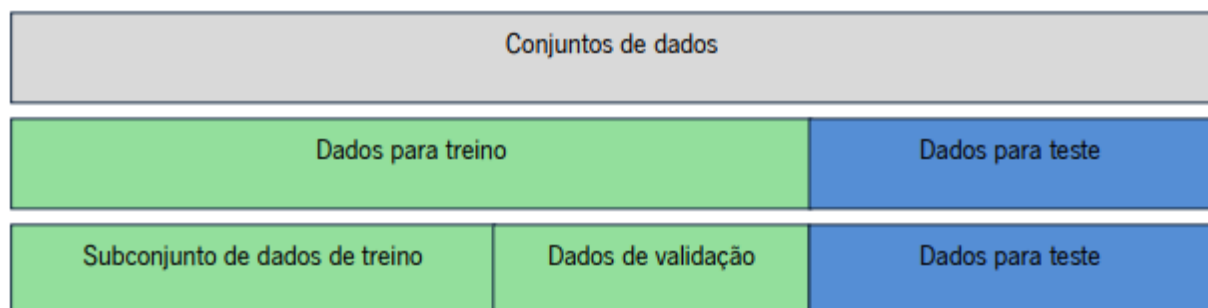 Conjuntos de dados
Dados para treino
Dados para teste
Subconjunto de dados de treino
Dados de validação
Dados para teste